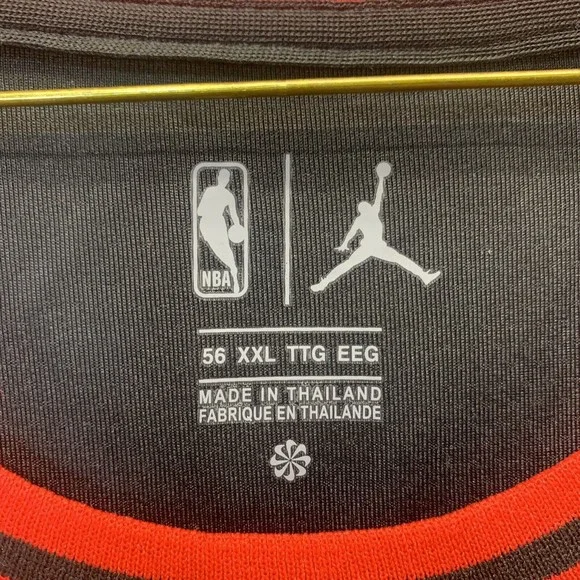 NBA
56 XXL TTG EEG
MADE IN THAILAND
FABRIQUE EN THAILANDE